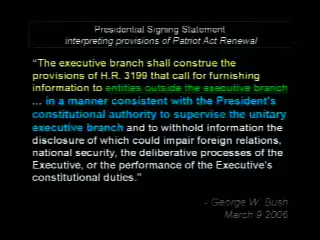 Presidential Signing Statement
interpreting provisions of Patriot Act Renewal
“The executive branch shall construe the
provisions of H.R. 3199 that call for furnishing
information to entities outside the executive branch
... in a manner consistent with the President's
constitutional authority to supervise the unitary
executive branch and to withhold information the
disclosure of which could impair foreign relations,
national security, the deliberative processes of the
Executive, or the performance of the Executive's
constitutional duties.”
- George W. Bush
March 9 2006